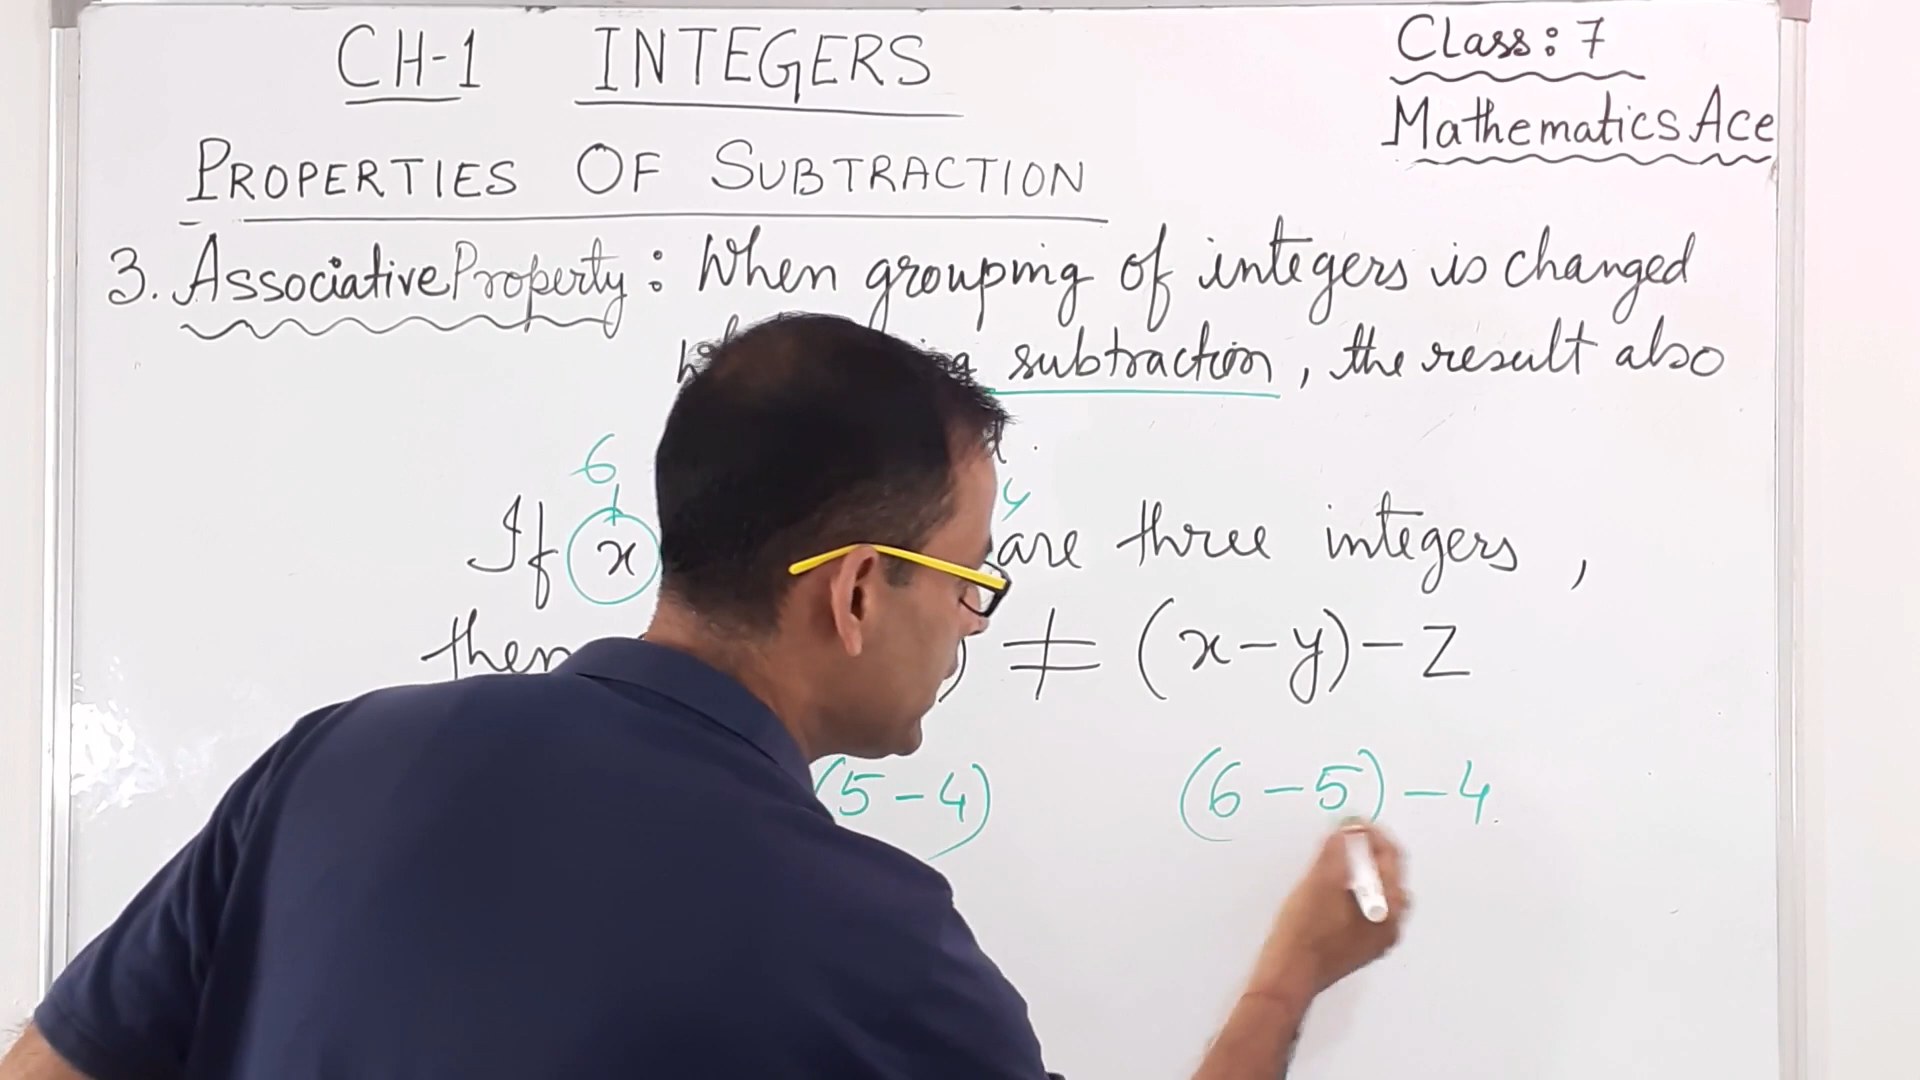 CH-1 INTEGERS
Class: 7
Mathematics Ace
PROPERTIES OF SUBTRACTION
3. Associative Property: When grouping of integers is changed
subtraction, the result also
6
4
If x are three integers,
then ) ≠ (x-y)-z
(5-4) (6-5)-4